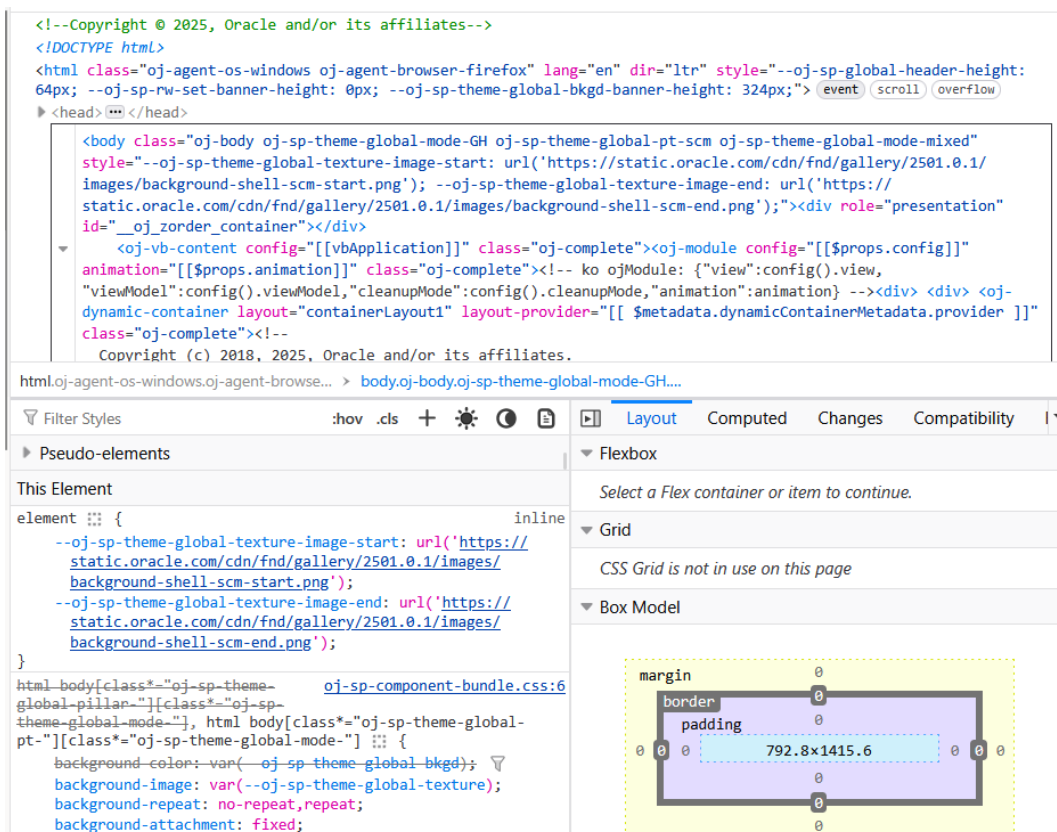 <!--Copyright © 2025, Oracle and/or its affiliates-->
<!DOCTYPE html>
<html class="oj-agent-os-windows oj-agent-browser-firefox" lang="en" dir="ltr" style="--oj-sp-global-header-height:
64px; --oj-sp-rw-set-banner-height: 0px; --oj-sp-theme-global-bkgd-banner-height: 324px;"> event scroll overflow
<head> ••• </head>
<body class="oj-body oj-sp-theme-global-mode-GH oj-sp-theme-global-pt-scm oj-sp-theme-global-mode-mixed"
style="--oj-sp-theme-global-texture-image-start: url('https://static.oracle.com/cdn/fnd/gallery/2501.0.1/
images/background-shell-scm-start.png'); --oj-sp-theme-global-texture-image-end: url('https://
static.oracle.com/cdn/fnd/gallery/2501.0.1/images/background-shell-scm-end.png');"><div role="presentation"
id="__oj_zorder_container"></div>
<oj-vb-content config="[[vbApplication]]" class="oj-complete"><oj-module config="[[$props.config]]"
animation="[[$props.animation]]" class="oj-complete"><!-- ko ojModule: {"view":config().view,
"viewModel":config().viewModel,"cleanupMode":config().cleanupMode,"animation":animation} --><div> <div> <oj-
dynamic-container layout="containerLayout1" layout-provider="[[ $metadata.dynamicContainerMetadata.provider ]]"
class="oj-complete"><!--
Copyright (c) 2018, 2025, Oracle and/or its affiliates.
html.oj-agent-os-windows.oj-agent-browse... > body.oj-body.oj-sp-theme-global-mode-GH....
Filter Styles :hov .cls +
Pseudo-elements
This Element
element { inline
--oj-sp-theme-global-texture-image-start: url('https://
static.oracle.com/cdn/fnd/gallery/2501.0.1/images/
background-shell-scm-start.png');
--oj-sp-theme-global-texture-image-end: url('https://
static.oracle.com/cdn/fnd/gallery/2501.0.1/images/
background-shell-scm-end.png');
}
html body[class*="oj-sp-theme- oj-sp-component-bundle.css:6
global-pillar-"][class*="oj-sp-
theme-global-mode-"], html body[class*="oj-sp-theme-global-
pt-"][class*="oj-sp-theme-global-mode-"] {
background-color: var(--oj-sp-theme-global-bkgd);
background-image: var(--oj-sp-theme-global-texture);
background-repeat: no-repeat,repeat;
background-attachment: fixed;
Layout Computed Changes Compatibility
Flexbox
Select a Flex container or item to continue.
Grid
CSS Grid is not in use on this page
Box Model
margin 0
border 0
padding 0
0 0 0 792.8×1415.6 0 0 0
0
0
0